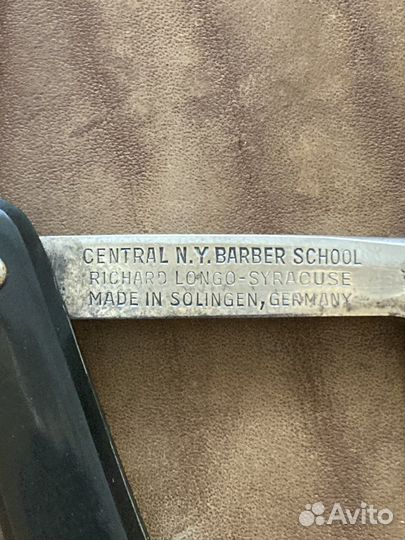 CENTRAL N.Y. BARBER SCHOOL
RICHARD LONGO-SYRACUSE
MADE IN SOLINGEN, GERMANY
Avito